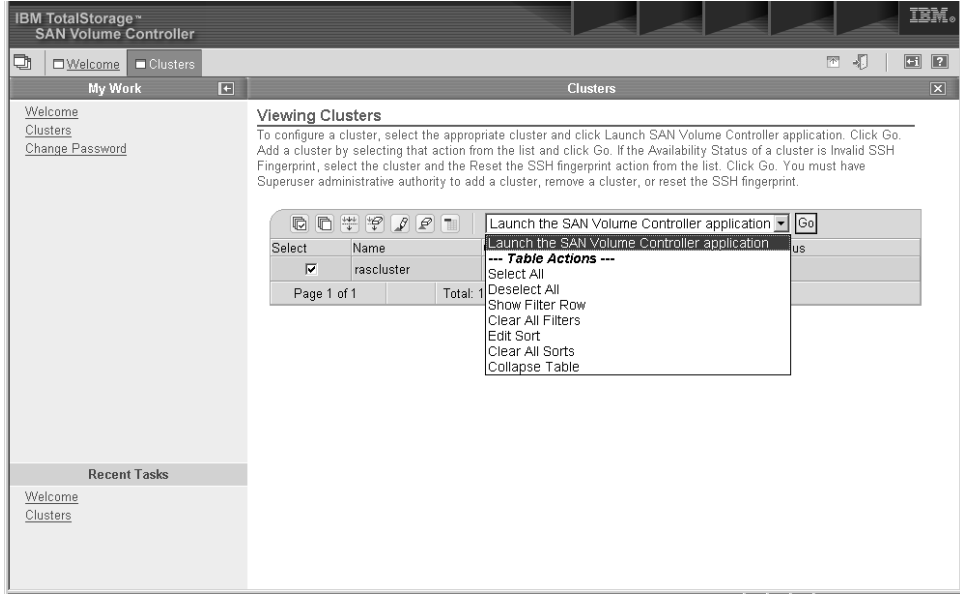 IBM TotalStorage™
SAN Volume Controller
IBM®
Welcome
Clusters
My Work
Clusters
Welcome
Clusters
Change Password
Viewing Clusters
To configure a cluster, select the appropriate cluster and click Launch SAN Volume Controller application. Click Go.
Add a cluster by selecting that action from the list and click Go. If the Availability Status of a cluster is Invalid SSH
Fingerprint, select the cluster and the Reset the SSH fingerprint action from the list. Click Go. You must have
Superuser administrative authority to add a cluster, remove a cluster, or reset the SSH fingerprint.
Launch the SAN Volume Controller application Go
Select Name us
rascluster
Page 1 of 1 Total: 1
Launch the SAN Volume Controller application
--- Table Actions ---
Select All
Deselect All
Show Filter Row
Clear All Filters
Edit Sort
Clear All Sorts
Collapse Table
Recent Tasks
Welcome
Clusters